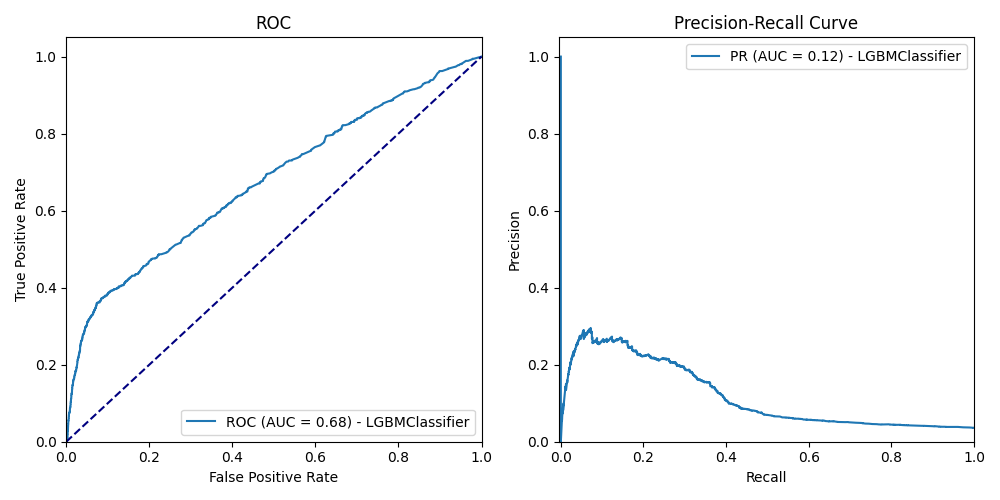 ROC
1.0
0.8
0.6
0.4
0.2
0.0
True Positive Rate
ROC (AUC = 0.68) - LGBMClassifier
0.0 0.2 0.4 0.6 0.8 1.0
False Positive Rate
Precision-Recall Curve
PR (AUC = 0.12) - LGBMClassifier
1.0
0.8
0.6
0.4
0.2
0.0
Precision
0.0 0.2 0.4 0.6 0.8 1.0
Recall